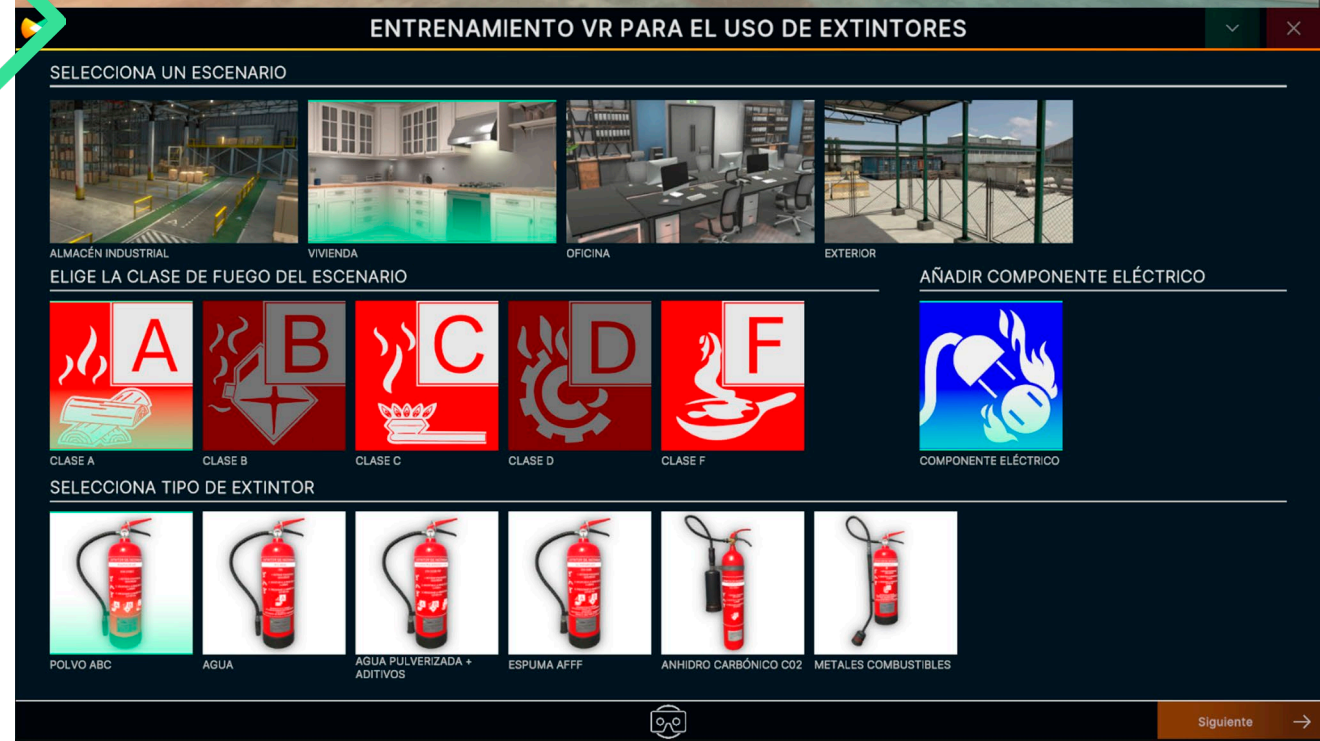 ENTRENAMIENTO VR PARA EL USO DE EXTINTORES
SELECCIONA UN ESCENARIO
ALMACÉN INDUSTRIAL
VIVIENDA
OFICINA
EXTERIOR
ELIGE LA CLASE DE FUEGO DEL ESCENARIO
AÑADIR COMPONENTE ELÉCTRICO
A
B
C
D
F
CLASE A
CLASE B
CLASE C
CLASE D
CLASE F
COMPONENTE ELÉCTRICO
SELECCIONA TIPO DE EXTINTOR
POLVO ABC
AGUA
AGUA PULVERIZADA +
ADITIVOS
ESPUMA AFFF
ANHIDRO CARBÓNICO C02
METALES COMBUSTIBLES
Siguiente